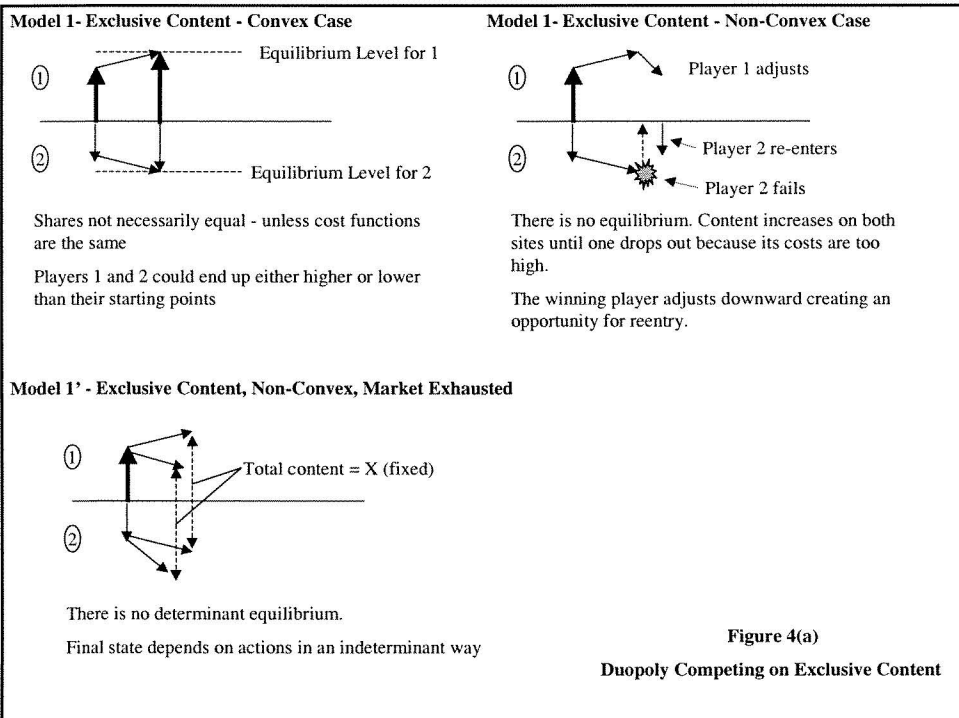 Model 1- Exclusive Content - Convex Case
Equilibrium Level for 1
1
2
Equilibrium Level for 2
Shares not necessarily equal - unless cost functions
are the same
Players 1 and 2 could end up either higher or lower
than their starting points
Model 1- Exclusive Content - Non-Convex Case
1
Player 1 adjusts
2
Player 2 re-enters
Player 2 fails
There is no equilibrium. Content increases on both
sites until one drops out because its costs are too
high.
The winning player adjusts downward creating an
opportunity for reentry.
Model 1’ - Exclusive Content, Non-Convex, Market Exhausted
1
Total content = X (fixed)
2
There is no determinant equilibrium.
Final state depends on actions in an indeterminant way
Figure 4(a)
Duopoly Competing on Exclusive Content